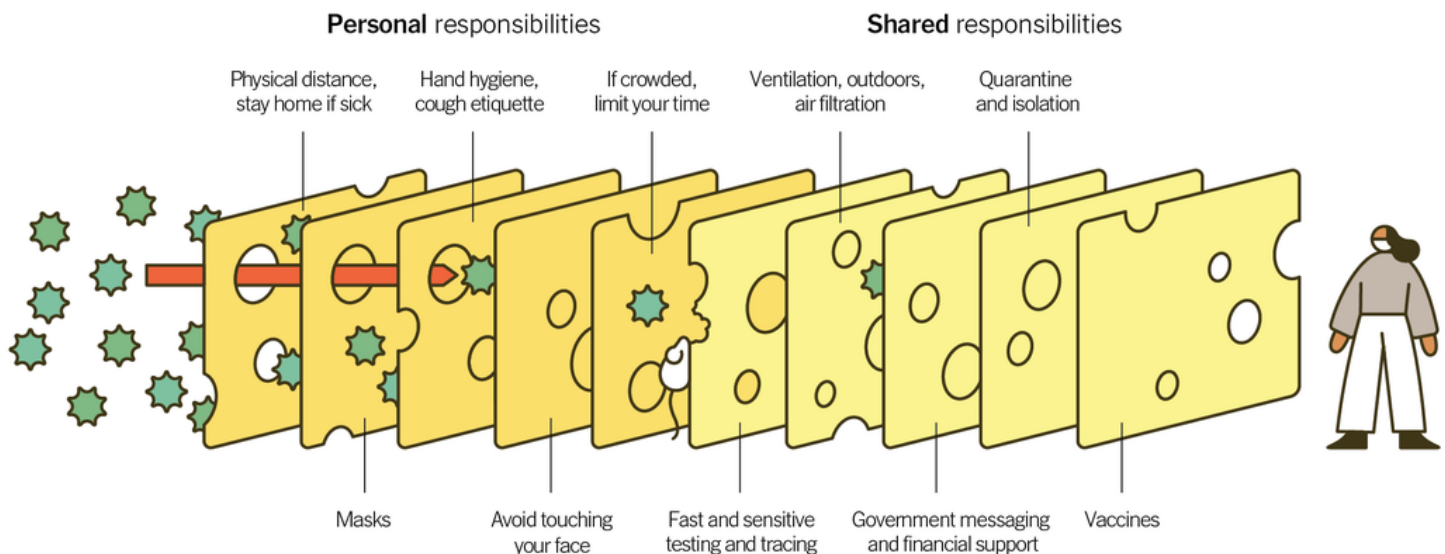 Personal responsibilities
Shared responsibilities
Physical distance,
stay home if sick
Hand hygiene,
cough etiquette
If crowded,
limit your time
Ventilation, outdoors,
air filtration
Quarantine
and isolation
Masks
Avoid touching
your face
Fast and sensitive
testing and tracing
Government messaging
and financial support
Vaccines